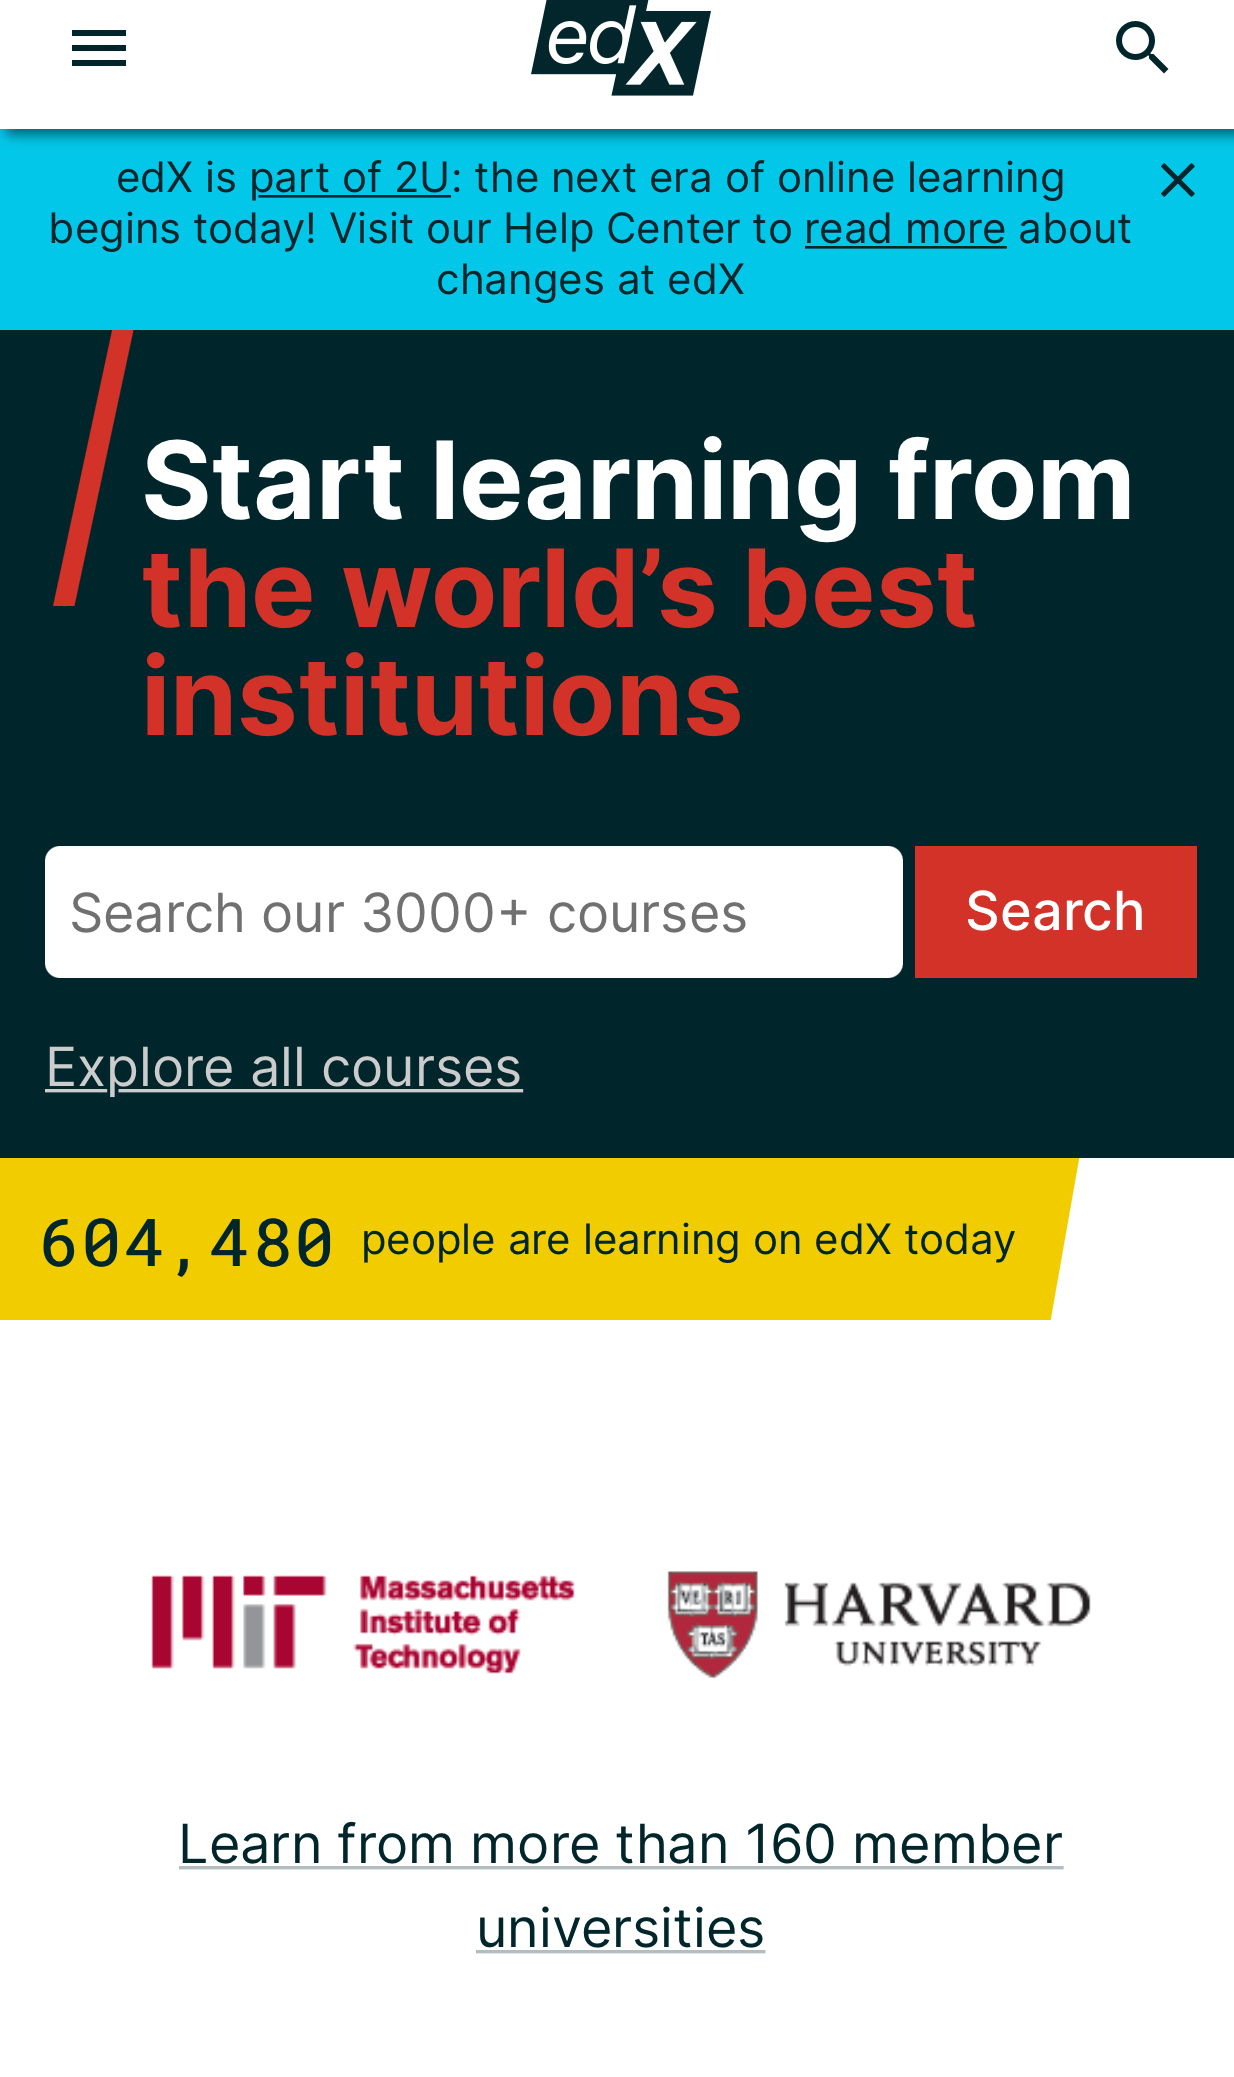 edX
edX is part of 2U: the next era of online learning
begins today! Visit our Help Center to read more about
changes at edX
Start learning from
the world’s best
institutions
Search our 3000+ courses
Search
Explore all courses
604,480 people are learning on edX today
Massachusetts
Institute of
Technology
VE RI
TAS
HARVARD
UNIVERSITY
Learn from more than 160 member
universities